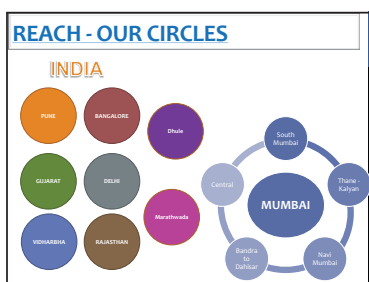 REACH - OUR CIRCLES
INDIA
PUNE
BANGALORE
Dhule
GUJARAT
DELHI
Marathwada
VIDHARBHA
RAJASTHAN
South
Mumbai
Thane -
Kalyan
Navi
Mumbai
Bandra
to
Dahisar
Central
MUMBAI